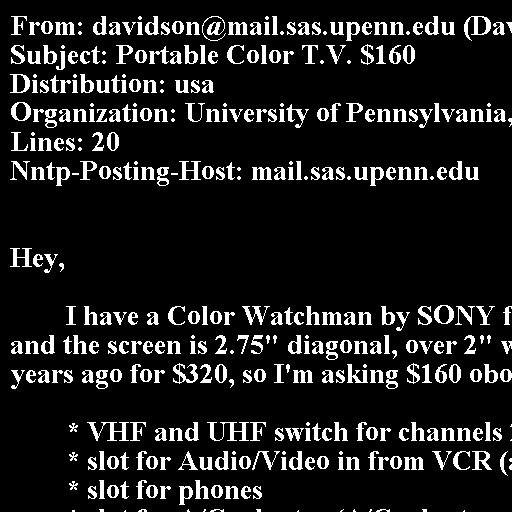 From: davidson@mail.sas.upenn.edu (Dav
Subject: Portable Color T.V. $160
Distribution: usa
Organization: University of Pennsylvania,
Lines: 20
Nntp-Posting-Host: mail.sas.upenn.edu
Hey,
I have a Color Watchman by SONY f
and the screen is 2.75" diagonal, over 2" w
years ago for $320, so I'm asking $160 obo
* VHF and UHF switch for channels
* slot for Audio/Video in from VCR (a
* slot for phones